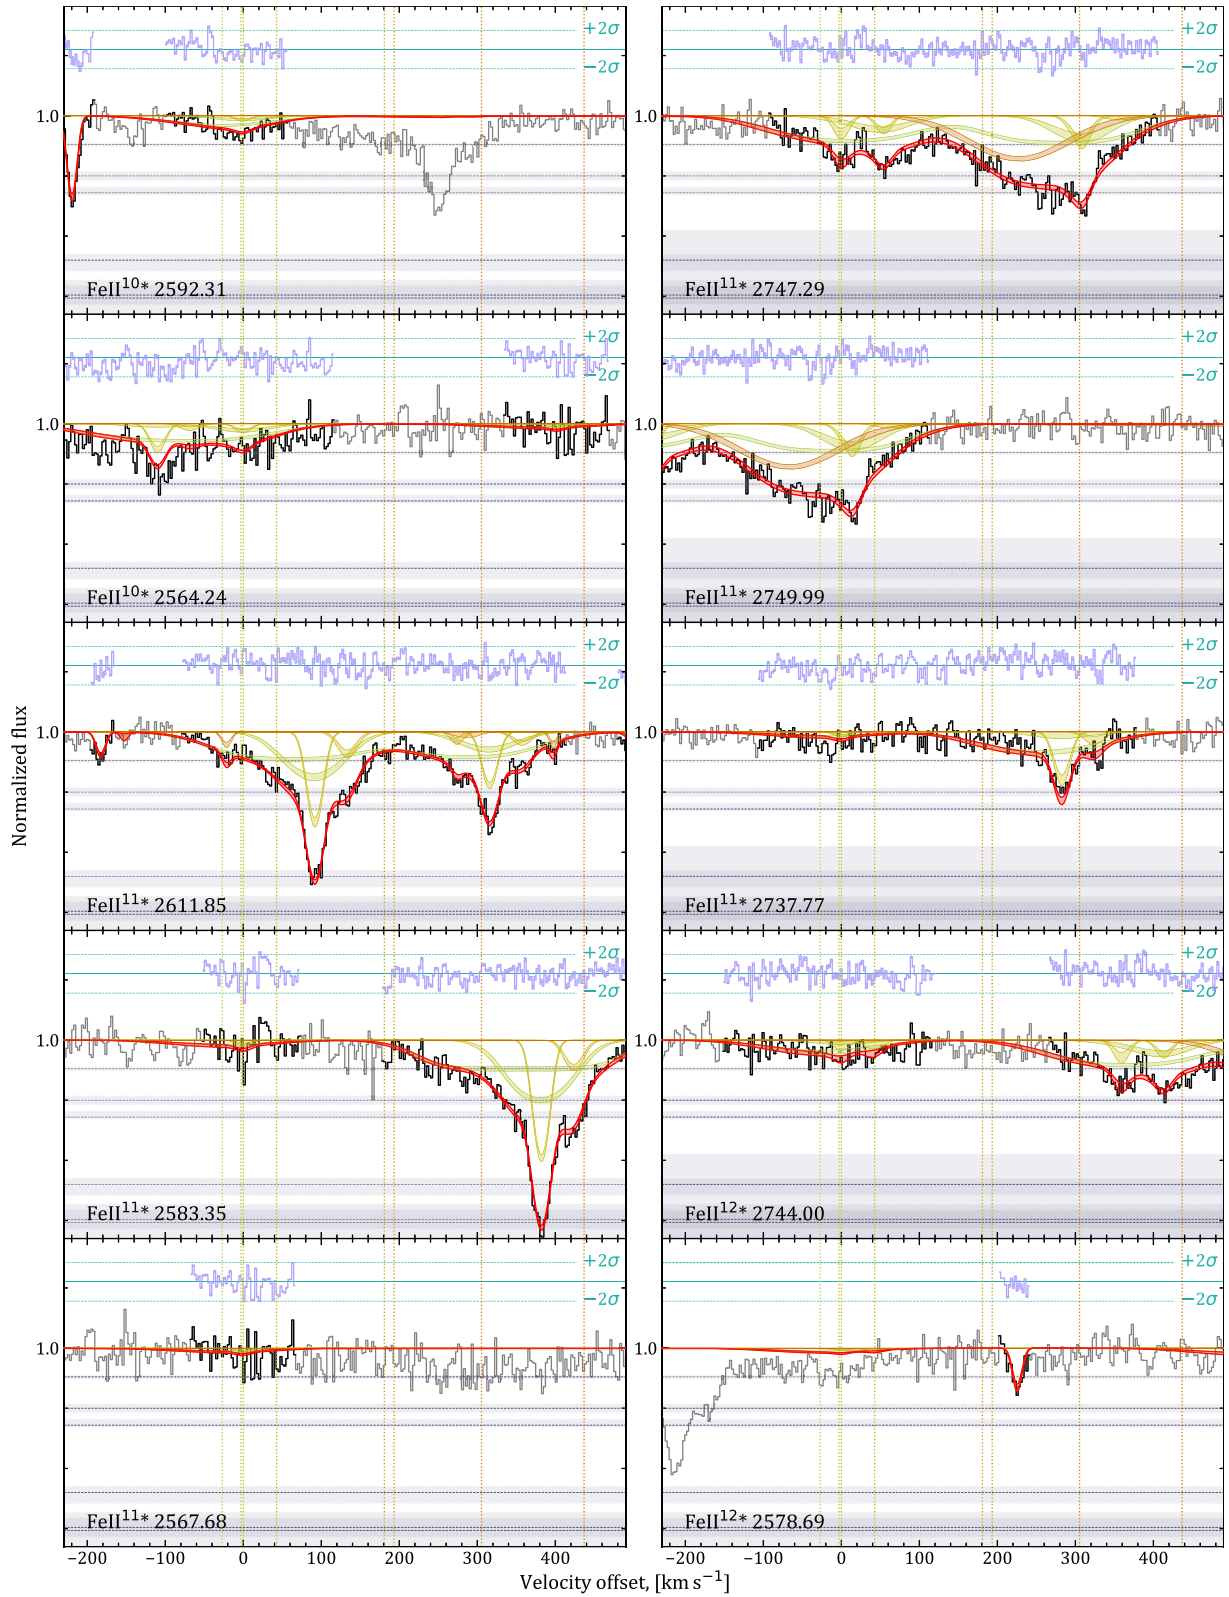 +2σ
−2σ
1.0
FeII¹⁰* 2592.31
+2σ
−2σ
1.0
FeII¹¹* 2747.29
+2σ
−2σ
1.0
FeII¹⁰* 2564.24
+2σ
−2σ
1.0
FeII¹¹* 2749.99
+2σ
−2σ
1.0
FeII¹¹* 2611.85
+2σ
−2σ
1.0
FeII¹¹* 2737.77
+2σ
−2σ
1.0
FeII¹¹* 2583.35
+2σ
−2σ
1.0
FeII¹²* 2744.00
+2σ
−2σ
1.0
FeII¹¹* 2567.68
+2σ
−2σ
1.0
FeII¹²* 2578.69
Normalized flux
−200 −100 0 100 200 300 400
−200 −100 0 100 200 300 400
Velocity offset, [km s⁻¹]